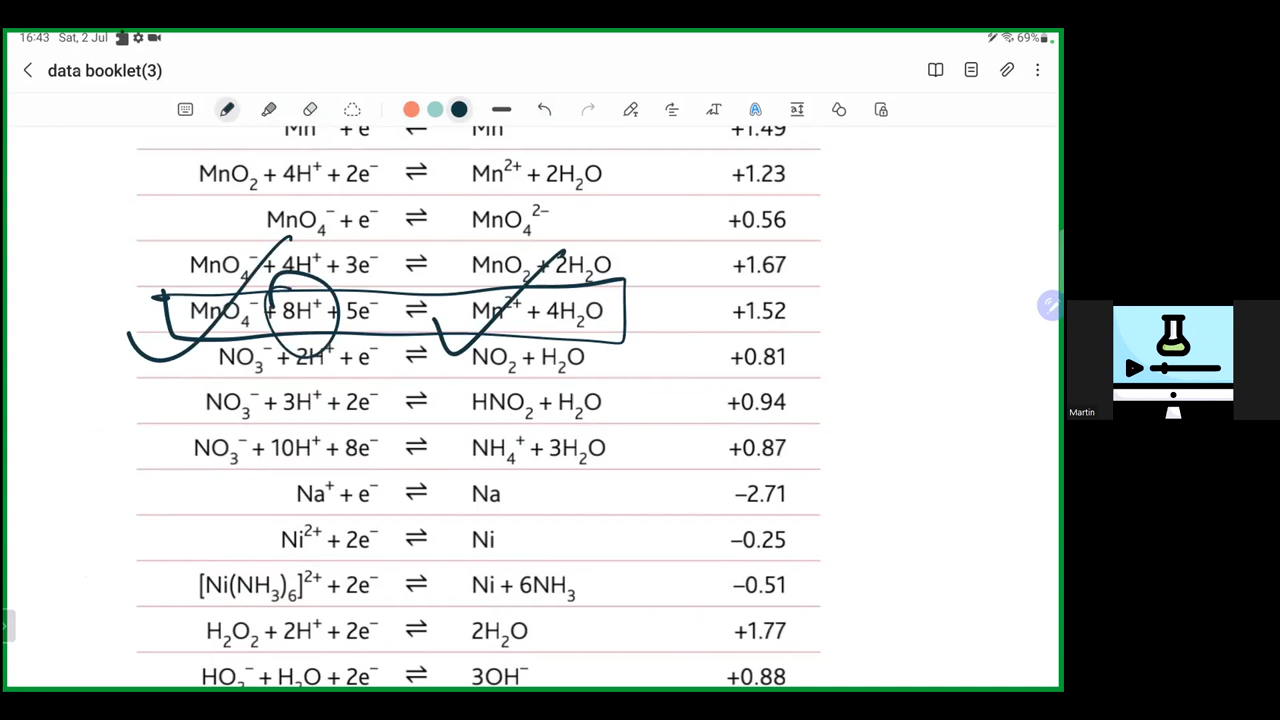 16:43 Sat, 2 Jul 69%
data booklet(3)
Mn + e⁻ ⇌ Mn +1.49
MnO₂ + 4H⁺ + 2e⁻ ⇌ Mn²⁺ + 2H₂O +1.23
MnO₄⁻ + e⁻ ⇌ MnO₄²⁻ +0.56
MnO₄⁻ + 4H⁺ + 3e⁻ ⇌ MnO₂ + 2H₂O +1.67
MnO₄⁻ + 8H⁺ + 5e⁻ ⇌ Mn²⁺ + 4H₂O +1.52
NO₃⁻ + 2H⁺ + e⁻ ⇌ NO₂ + H₂O +0.81
NO₃⁻ + 3H⁺ + 2e⁻ ⇌ HNO₂ + H₂O +0.94
NO₃⁻ + 10H⁺ + 8e⁻ ⇌ NH₄⁺ + 3H₂O +0.87
Na⁺ + e⁻ ⇌ Na –2.71
Ni²⁺ + 2e⁻ ⇌ Ni –0.25
[Ni(NH₃)₆]²⁺ + 2e⁻ ⇌ Ni + 6NH₃ –0.51
H₂O₂ + 2H⁺ + 2e⁻ ⇌ 2H₂O +1.77
HO₂⁻ + H₂O + 2e⁻ ⇌ 3OH⁻ +0.88
Martin